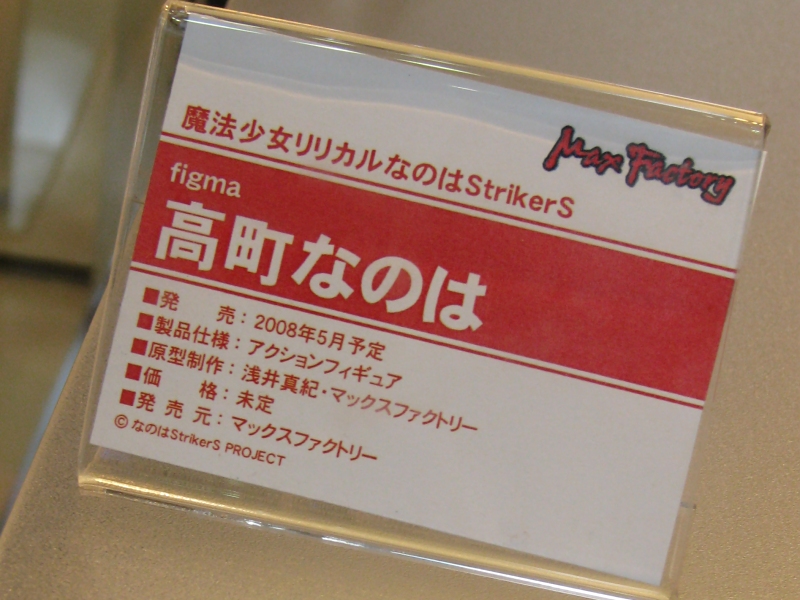 Max Factory
魔法少女リリカルなのはStrikerS
figma
高町なのは
■発　売：2008年5月予定
■製品仕様：アクションフィギュア
■原型制作：浅井真紀・マックスファクトリー
■価　格：未定
■発売元：マックスファクトリー
© なのはStrikerS PROJECT